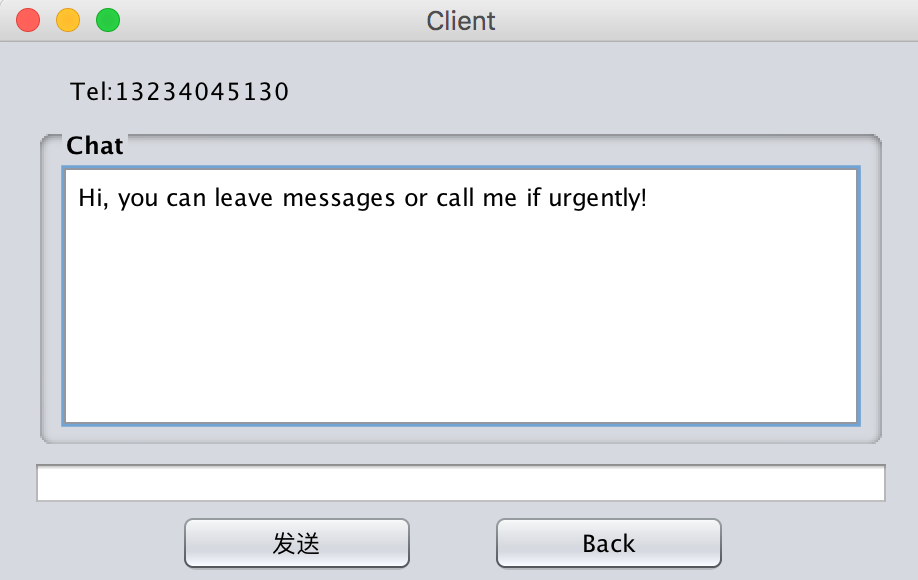 Client
Tel:13234045130
Chat
Hi, you can leave messages or call me if urgently!
发送
Back